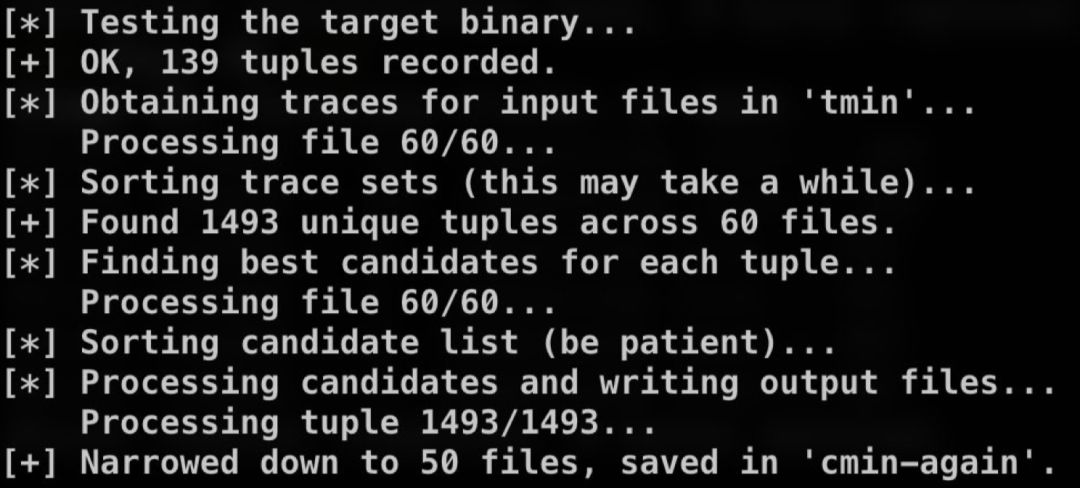 [*] Testing the target binary...
[+] OK, 139 tuples recorded.
[*] Obtaining traces for input files in 'tmin'...
    Processing file 60/60...
[*] Sorting trace sets (this may take a while)...
[+] Found 1493 unique tuples across 60 files.
[*] Finding best candidates for each tuple...
    Processing file 60/60...
[*] Sorting candidate list (be patient)...
[*] Processing candidates and writing output files...
    Processing tuple 1493/1493...
[+] Narrowed down to 50 files, saved in 'cmin-again'.